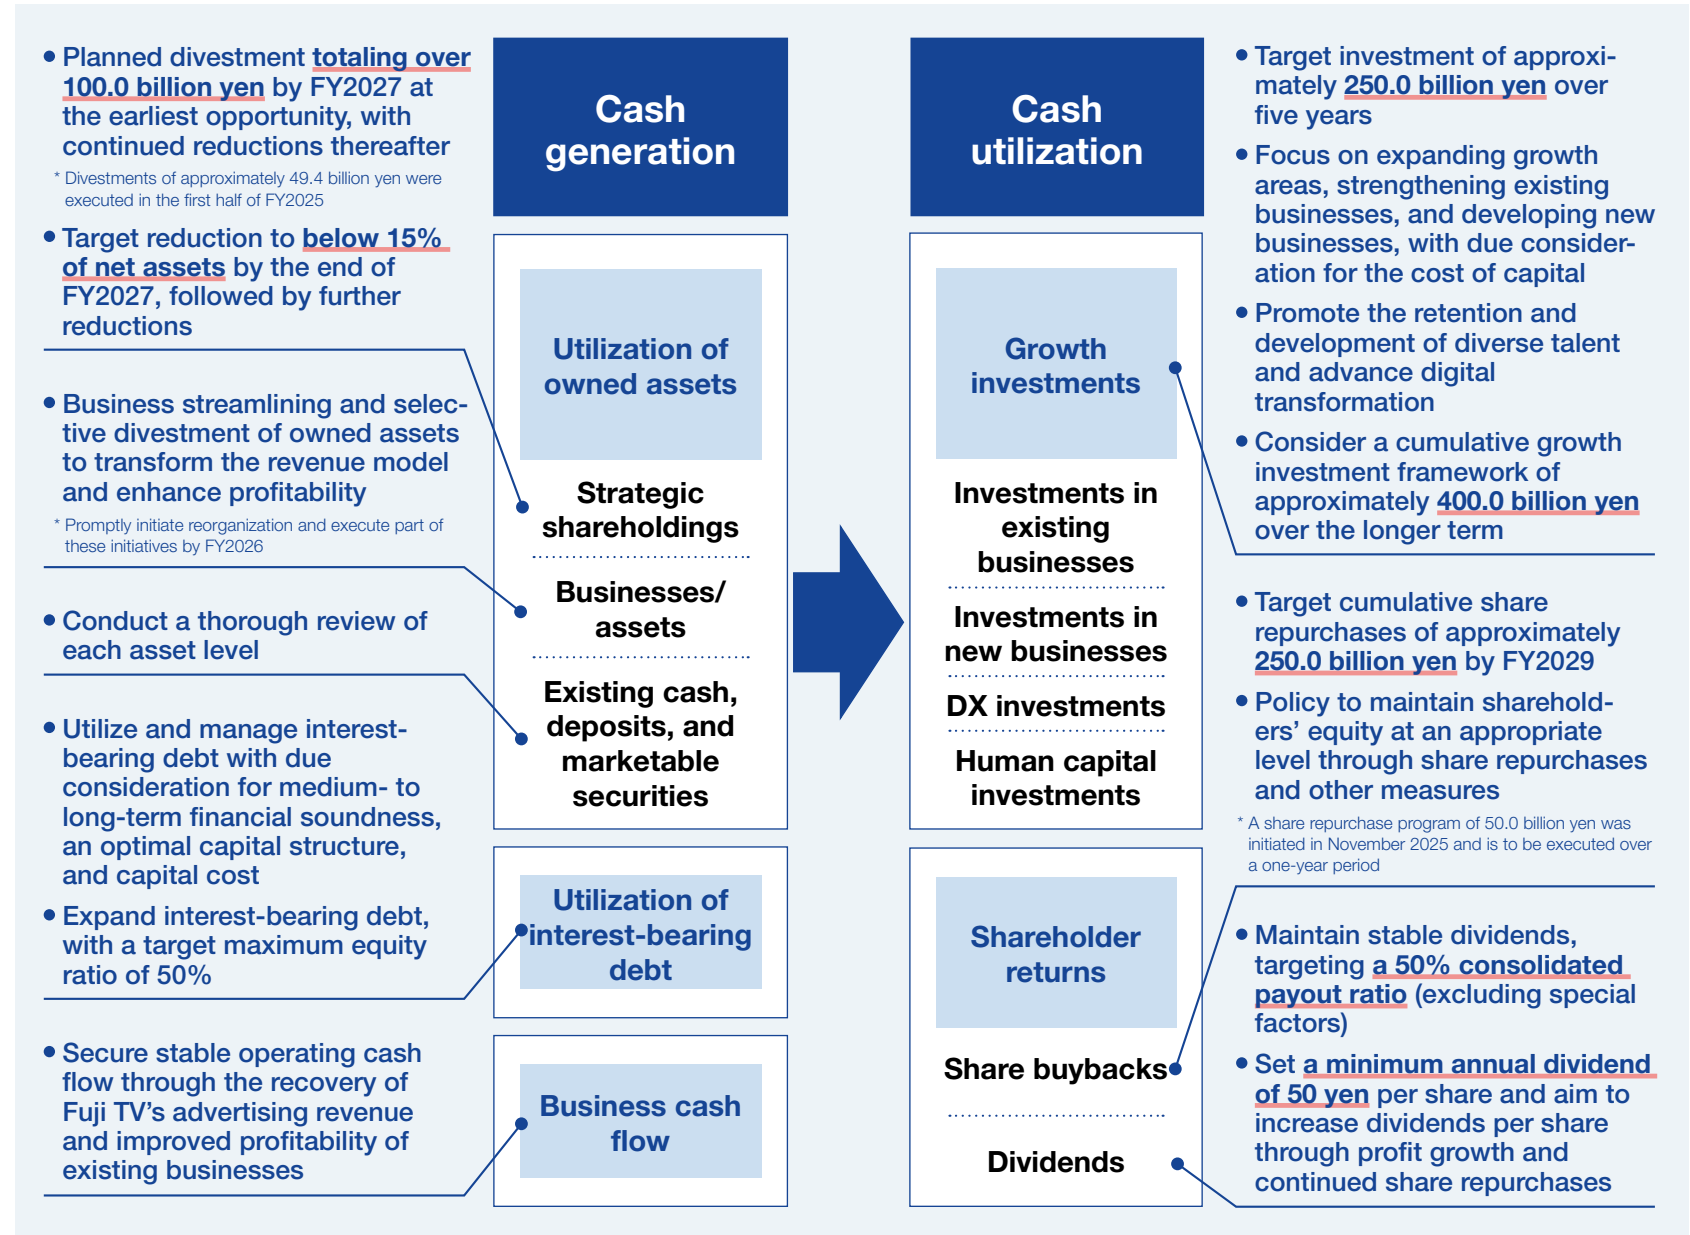 • Planned divestment totaling over
100.0 billion yen by FY2027 at
the earliest opportunity, with
continued reductions thereafter
* Divestments of approximately 49.4 billion yen were
executed in the first half of FY2025
• Target reduction to below 15%
of net assets by the end of
FY2027, followed by further
reductions
• Business streamlining and selec-
tive divestment of owned assets
to transform the revenue model
and enhance profitability
* Promptly initiate reorganization and execute part of
these initiatives by FY2026
• Conduct a thorough review of
each asset level
• Utilize and manage interest-
bearing debt with due
consideration for medium- to
long-term financial soundness,
an optimal capital structure,
and capital cost
• Expand interest-bearing debt,
with a target maximum equity
ratio of 50%
• Secure stable operating cash
flow through the recovery of
Fuji TV’s advertising revenue
and improved profitability of
existing businesses
Cash
generation
Utilization of
owned assets
Strategic
shareholdings
Businesses/
assets
Existing cash,
deposits, and
marketable
securities
Utilization of
interest-bearing
debt
Business cash
flow
Cash
utilization
Growth
investments
Investments in
existing
businesses
Investments in
new businesses
DX investments
Human capital
investments
Shareholder
returns
Share buybacks
Dividends
• Target investment of approxi-
mately 250.0 billion yen over
five years
• Focus on expanding growth
areas, strengthening existing
businesses, and developing new
businesses, with due consider-
ation for the cost of capital
• Promote the retention and
development of diverse talent
and advance digital
transformation
• Consider a cumulative growth
investment framework of
approximately 400.0 billion yen
over the longer term
• Target cumulative share
repurchases of approximately
250.0 billion yen by FY2029
• Policy to maintain sharehold-
ers’ equity at an appropriate
level through share repurchases
and other measures
* A share repurchase program of 50.0 billion yen was
initiated in November 2025 and is to be executed over
a one-year period
• Maintain stable dividends,
targeting a 50% consolidated
payout ratio (excluding special
factors)
• Set a minimum annual dividend
of 50 yen per share and aim to
increase dividends per share
through profit growth and
continued share repurchases